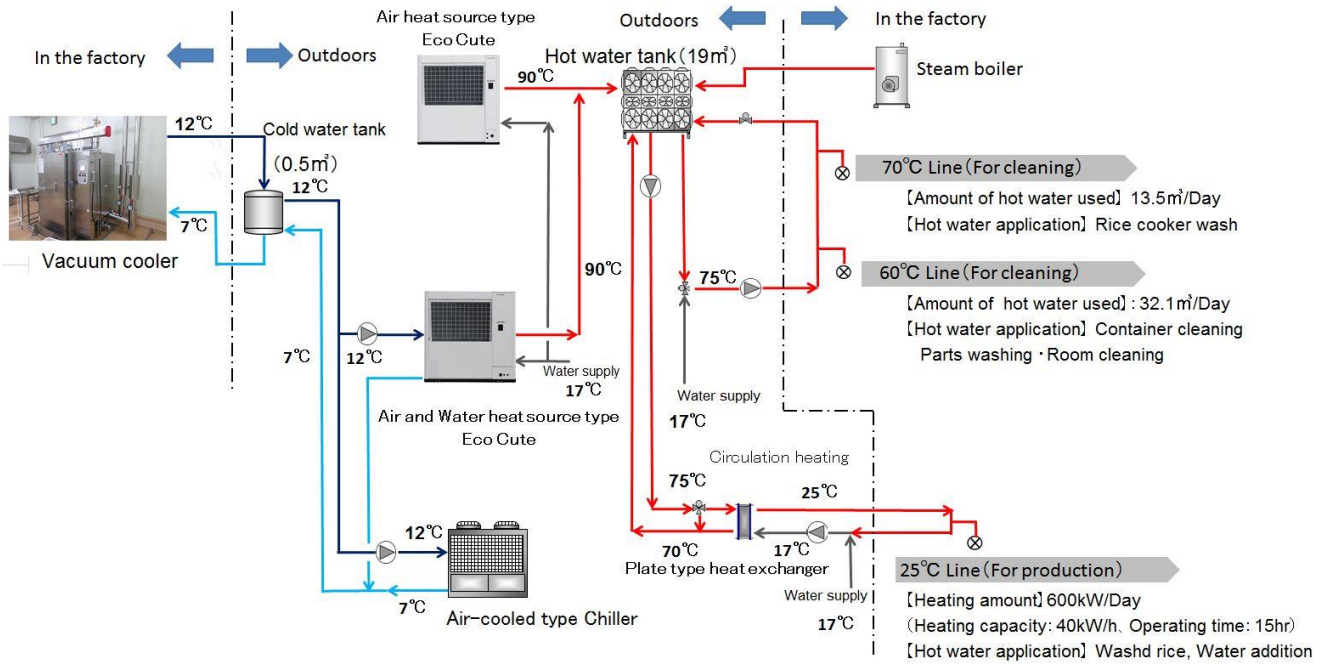 In the factory
Outdoors
Air heat source type
Eco Cute
Outdoors
In the factory
Hot water tank(19㎥)
Steam boiler
90℃
12℃
Cold water tank
(0.5㎥)
12℃
7℃
Vacuum cooler
70℃ Line(For cleaning)
【Amount of hot water used】 13.5㎥/Day
【Hot water application】 Rice cooker wash
90℃
75℃
60℃ Line(For cleaning)
【Amount of hot water used】: 32.1㎥/Day
【Hot water application】 Container cleaning
Parts washing ・Room cleaning
7℃
12℃
Water supply
17℃
Water supply
17℃
Air and Water heat source type
Eco Cute
Circulation heating
75℃
25℃
12℃
70℃
17℃
Plate type heat exchanger
7℃
Air-cooled type Chiller
Water supply
17℃
25℃ Line(For production)
【Heating amount】600kW/Day
(Heating capacity: 40kW/h、Operating time: 15hr)
【Hot water application】 Washd rice, Water addition